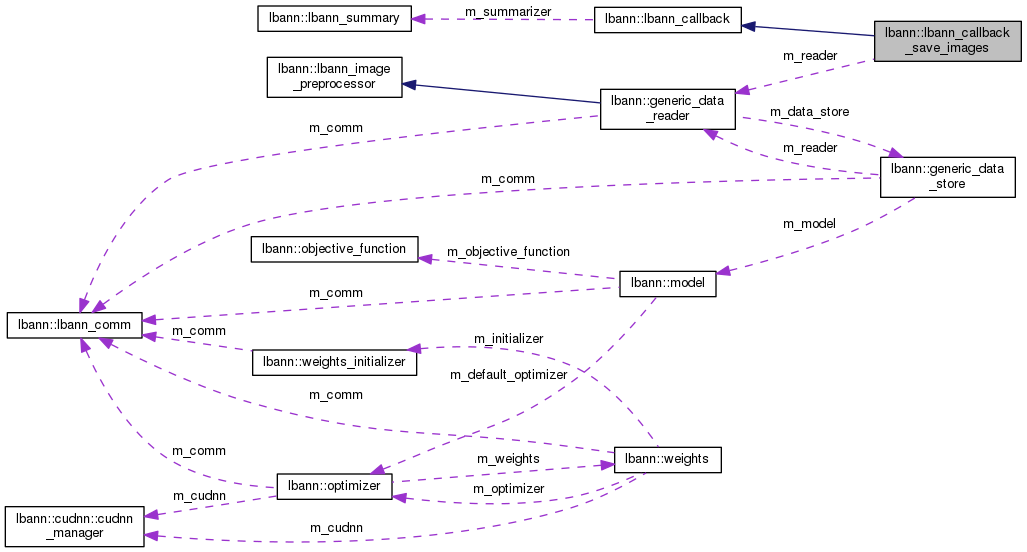 lbann::lbann_summary
m_summarizer
lbann::lbann_callback
lbann::lbann_callback
_save_images
m_reader
lbann::lbann_image
_preprocessor
lbann::generic_data
_reader
m_data_store
m_comm
m_reader
lbann::generic_data
_store
m_comm
m_model
lbann::objective_function
m_objective_function
lbann::model
m_comm
lbann::lbann_comm
m_comm
m_initializer
lbann::weights_initializer
m_default_optimizer
m_comm
m_comm
m_weights
lbann::weights
lbann::optimizer
m_optimizer
m_cudnn
lbann::cudnn::cudnn
_manager
m_cudnn